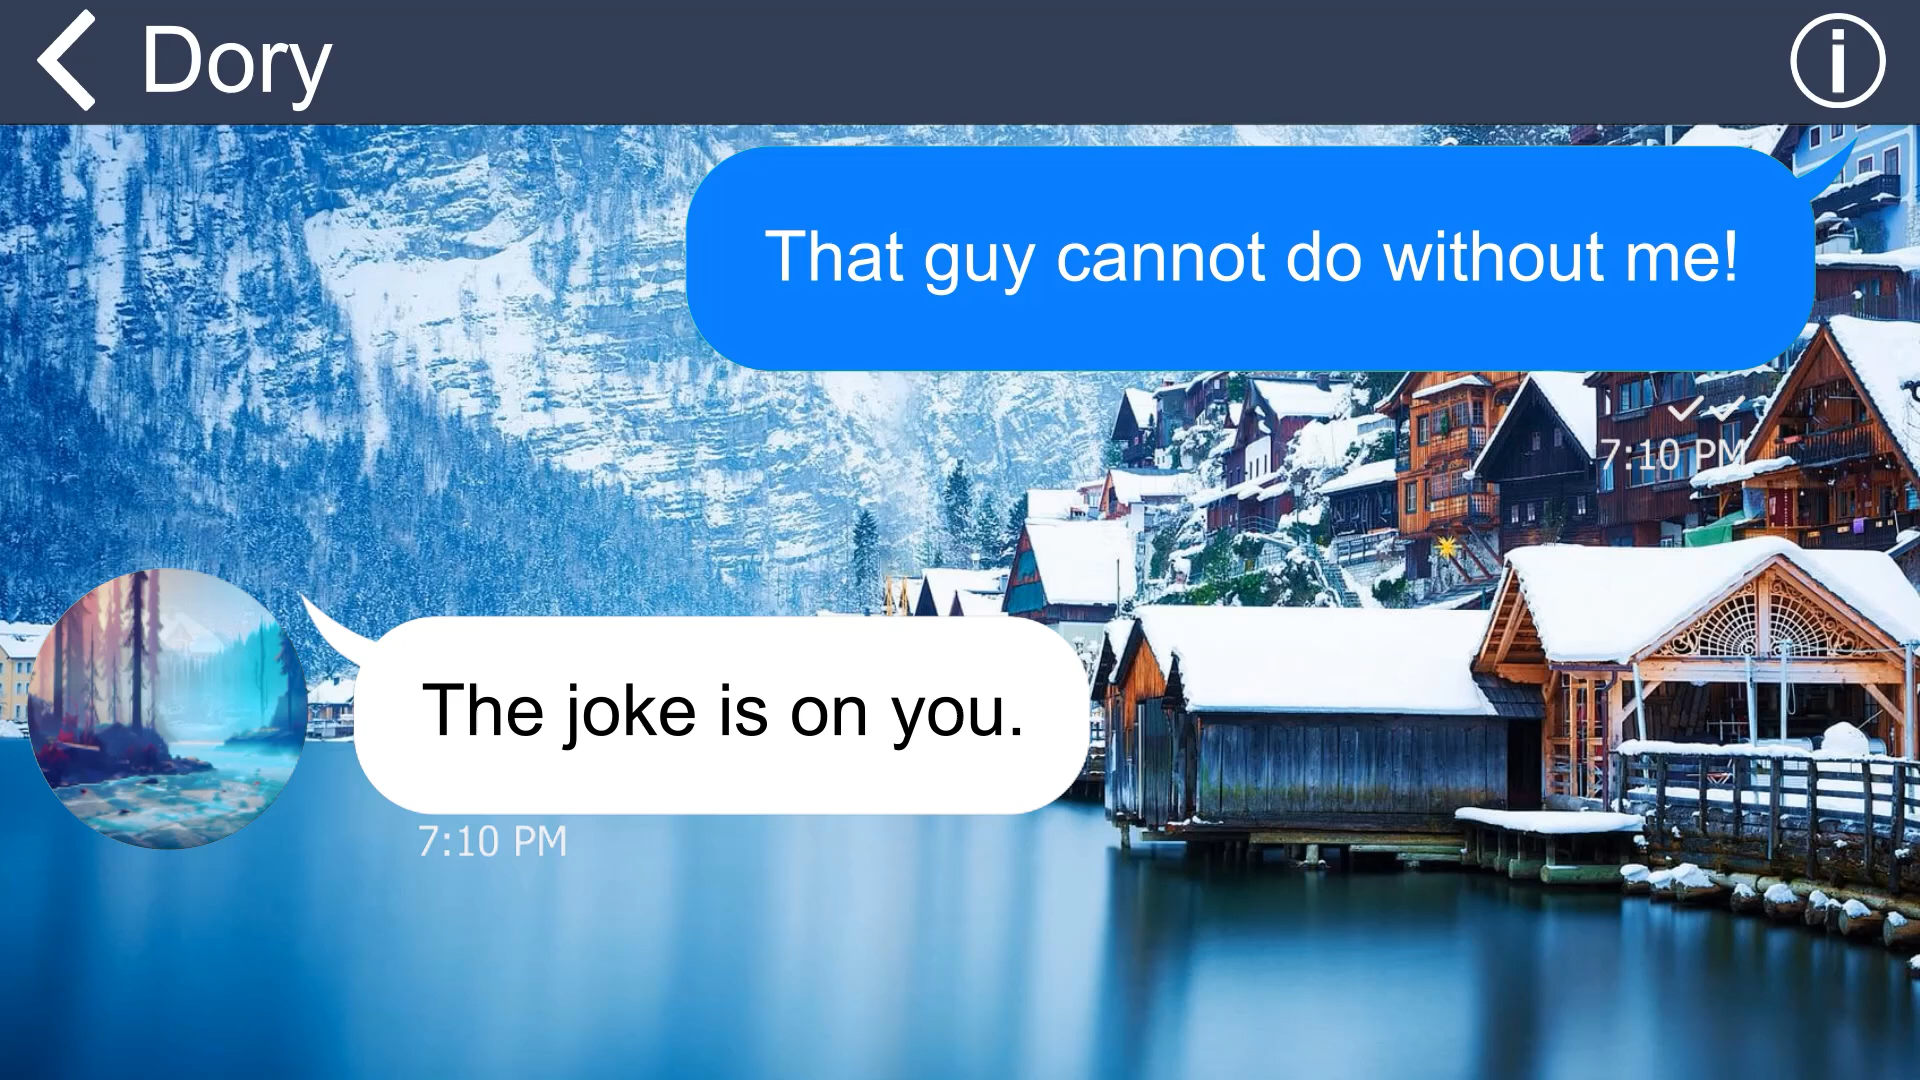 Dory
That guy cannot do without me!
7:10 PM
The joke is on you.
7:10 PM